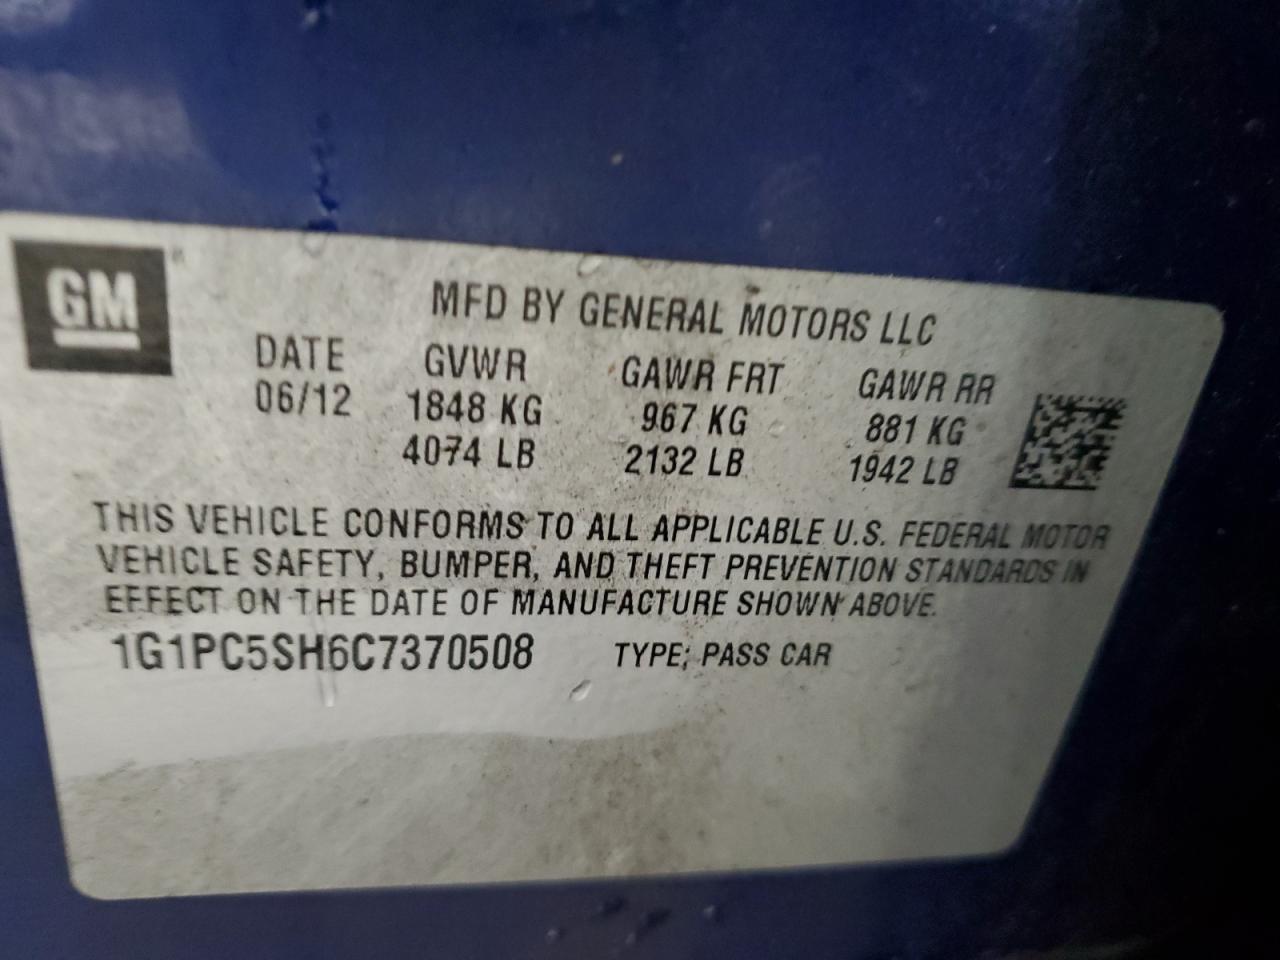 GM
MFD BY GENERAL MOTORS LLC
DATE GVWR GAWR FRT GAWR RR
06/12 1848 KG 967 KG 881 KG
4074 LB 2132 LB 1942 LB
THIS VEHICLE CONFORMS TO ALL APPLICABLE U.S. FEDERAL MOTOR
VEHICLE SAFETY, BUMPER, AND THEFT PREVENTION STANDARDS IN
EFFECT ON THE DATE OF MANUFACTURE SHOWN ABOVE.
1G1PC5SH6C7370508 TYPE: PASS CAR